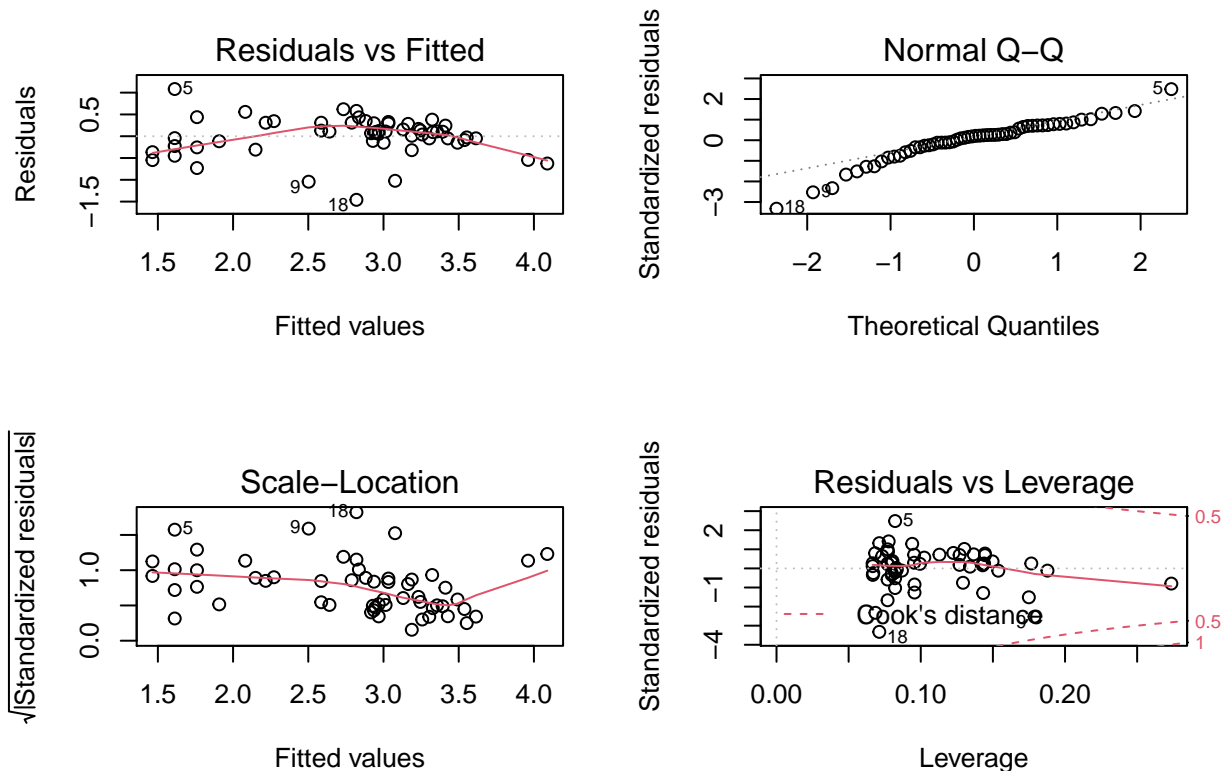 Residuals vs Fitted
Residuals
0.5
−1.5
5
9
18
1.5 2.0 2.5 3.0 3.5 4.0
Fitted values
Normal Q−Q
Standardized residuals
2
0
−3
5
9
18
−2 −1 0 1 2
Theoretical Quantiles
Scale−Location
√|Standardized residuals|
1.0
0.0
5
9
18
1.5 2.0 2.5 3.0 3.5 4.0
Fitted values
Residuals vs Leverage
Standardized residuals
2
−1
−4
5
18
Cook's distance
0.5
0.5
1
0.00 0.10 0.20
Leverage